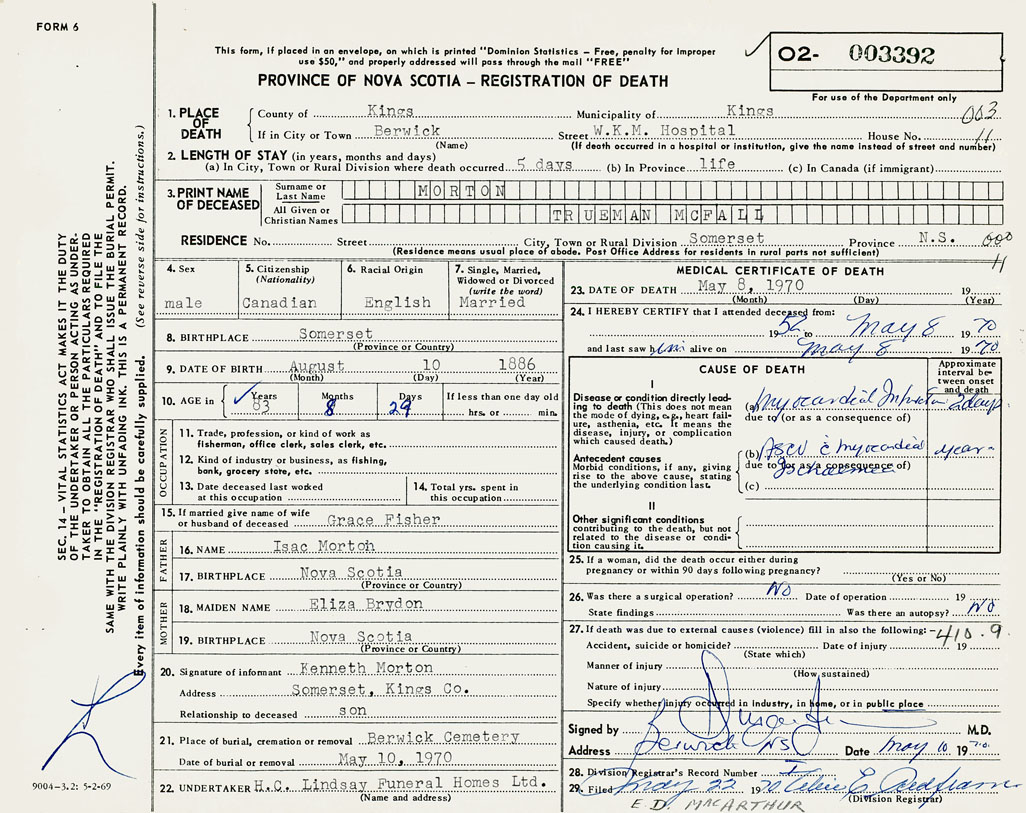 FORM 6
This form, if placed in an envelope, on which is printed "Dominion Statistics – Free, penalty for improper
use $50," and properly addressed will pass through the mail "FREE"
02- 003392
For use of the Department only
PROVINCE OF NOVA SCOTIA – REGISTRATION OF DEATH
1. PLACE OF DEATH
County of Kings Municipality of Kings 003
If in City or Town Berwick Street W.K.M. Hospital House No. 11
(Name) (If death occurred in a hospital or institution, give the name instead of street and number)
2. LENGTH OF STAY (in years, months and days)
(a) In City, Town or Rural Division where death occurred 5 days (b) In Province life (c) In Canada (if immigrant)
3. PRINT NAME OF DECEASED
Surname or Last Name MORTON
All Given or Christian Names TRUEMAN MCFALL
RESIDENCE No. Street City, Town or Rural Division Somerset Province N.S. 000
(Residence means usual place of abode. Post Office Address for residents in rural parts not sufficient) 11
4. Sex
male
5. Citizenship
(Nationality)
Canadian
6. Racial Origin
English
7. Single, Married,
Widowed or Divorced
(write the word)
Married
8. BIRTHPLACE Somerset
(Province or Country)
9. DATE OF BIRTH August 10 1886
(Month) (Day) (Year)
10. AGE in Years Months Days If less than one day old
83 8 29 hrs. or min.
OCCUPATION
11. Trade, profession, or kind of work as
fisherman, office clerk, sales clerk, etc.
12. Kind of industry or business, as fishing,
bank, grocery store, etc.
13. Date deceased last worked
at this occupation
14. Total yrs. spent in
this occupation
15. If married give name of wife
or husband of deceased Grace Fisher
FATHER
16. NAME Isac Morton
17. BIRTHPLACE Nova Scotia
(Province or Country)
MOTHER
18. MAIDEN NAME Eliza Brydon
19. BIRTHPLACE Nova Scotia
(Province or Country)
20. Signature of informant Kenneth Morton
Address Somerset, Kings Co.
Relationship to deceased son
21. Place of burial, cremation or removal Berwick Cemetery
Date of burial or removal May 10, 1970
22. UNDERTAKER H.C. Lindsay Funeral Homes Ltd.
(Name and address)
MEDICAL CERTIFICATE OF DEATH
23. DATE OF DEATH May 8, 1970 19
(Month) (Day) (Year)
24. I HEREBY CERTIFY that I attended deceased from:
1952 to May 8 1970
and last saw him alive on May 8 1970
CAUSE OF DEATH
Approximate
interval be-
tween onset
and death
I
Disease or condition directly lead-
ing to death (This does not
mean the mode of dying, e.g., heart fail-
ure, asthenia, etc. It means the
disease, injury, or complication
which caused death.)
(a) Myocardial Infarction 2 days
due to (or as a consequence of)
Antecedent causes
Morbid conditions, if any, giving
rise to the above cause, stating
the underlying condition last.
(b) ASCV c̄ myocardial years
due to (or as a consequence of)
ischaemia
(c)
II
Other significant conditions
contributing to the death, but not
related to the disease or condi-
tion causing it.
25. If a woman, did the death occur either during
pregnancy or within 90 days following pregnancy?
(Yes or No)
26. Was there a surgical operation? No Date of operation 19
State findings Was there an autopsy? No
27. If death was due to external causes (violence) fill in also the following: -410.9
Accident, suicide or homicide? Date of injury 19
(State which)
Manner of injury
(How sustained)
Nature of injury
Specify whether injury occurred in industry, in home, or in public place
Signed by M.D.
Address Berwick NS Date May 10 1970
28. Division Registrar's Record Number
29. Filed May 22 1970
(Division Registrar)
E.D. MACARTHUR
SEC. 14 – VITAL STATISTICS ACT MAKES IT THE DUTY
OF THE UNDERTAKER OR PERSON ACTING AS UNDER-
TAKER TO OBTAIN ALL THE PARTICULARS REQUIRED
IN THE "REGISTRATION OF DEATH" AND TO FILE THE
SAME WITH THE DIVISION REGISTRAR WHO SHALL ISSUE THE BURIAL PERMIT.
WRITE PLAINLY WITH UNFADING INK. THIS IS A PERMANENT RECORD.
Every item of information should be carefully supplied. (See reverse side for instructions.)
9004–3.2: 5-2-69